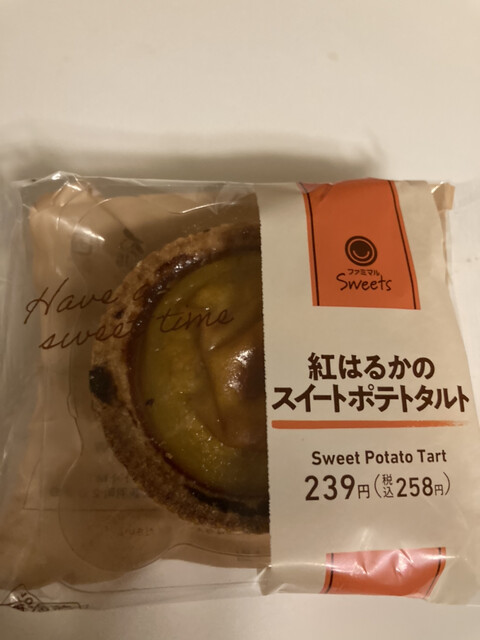 ファミマル
Sweets
Have a
sweet time
紅はるかの
スイートポテトタルト
Sweet Potato Tart
239円(税込258円)